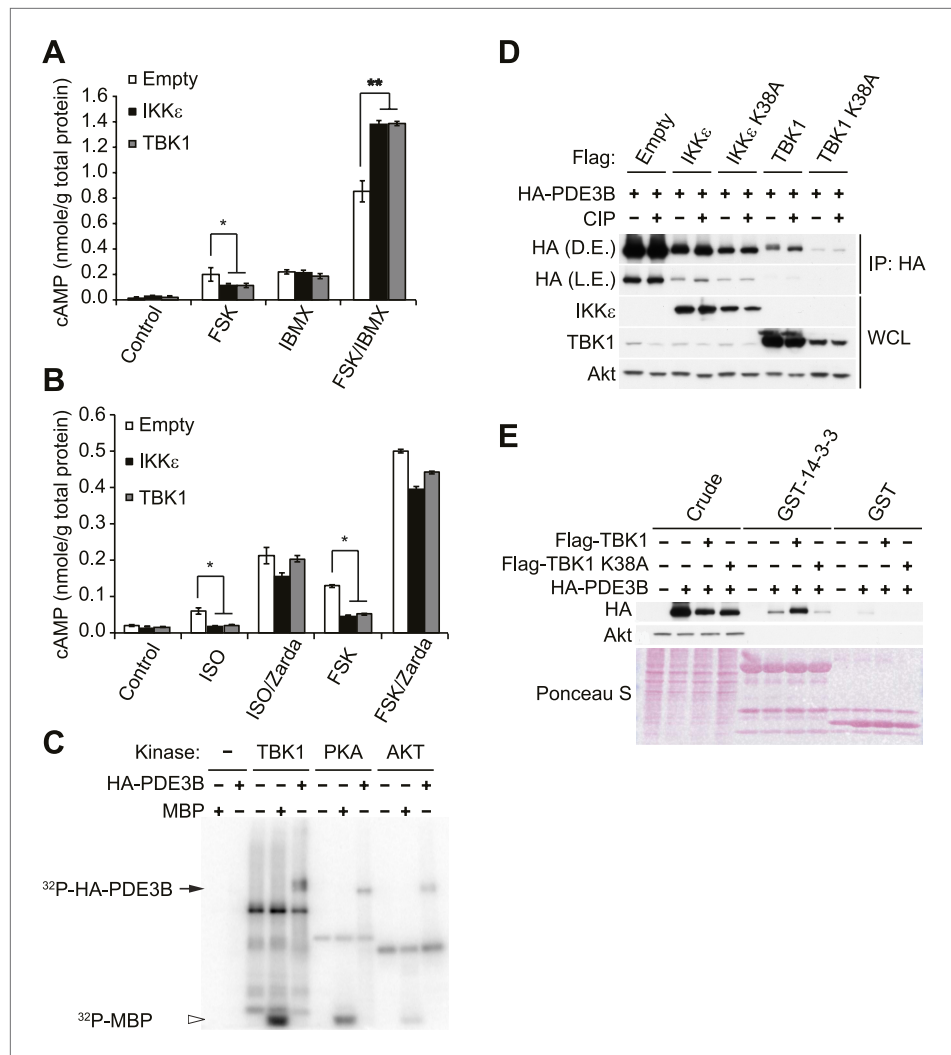 A
Empty
IKKε
TBK1
cAMP (nmole/g total protein)
1.6
1.4
1.2
1.0
0.8
0.6
0.4
0.2
0.0
*
**
Control
FSK
IBMX
FSK/IBMX
B
Empty
IKKε
TBK1
cAMP (nmole/g total protein)
0.6
0.5
0.4
0.3
0.2
0.1
0.0
*
*
Control
ISO
ISO/Zarda
FSK
FSK/Zarda
C
Kinase: – TBK1 PKA AKT
HA-PDE3B – + – – + – – + – – +
MBP + – – + – – + – – + –
³²P-HA-PDE3B
³²P-MBP
D
Flag: Empty IKKε IKKε K38A TBK1 TBK1 K38A
HA-PDE3B + + + + + + + + + +
CIP – + – + – + – + – +
HA (D.E.)
HA (L.E.)
IP: HA
IKKε
TBK1
Akt
WCL
E
Crude GST-14-3-3 GST
Flag-TBK1 – – + – – – + – – – + –
Flag-TBK1 K38A – – – + – – – + – – – +
HA-PDE3B – + + + – + + + – + + +
HA
Akt
Ponceau S